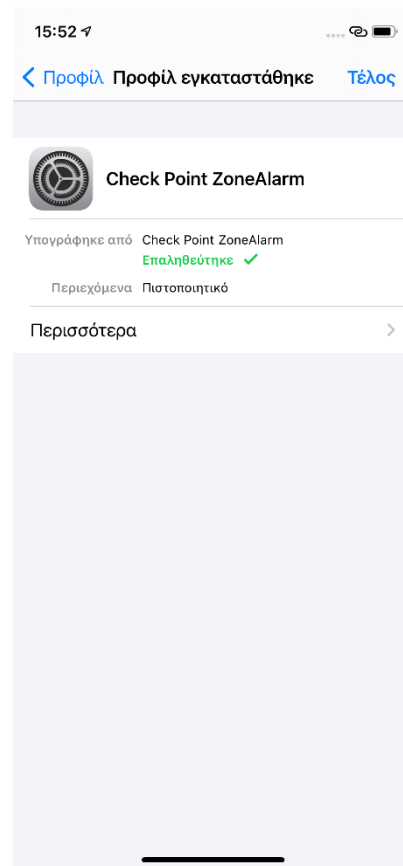 15:52
Προφίλ Προφίλ εγκαταστάθηκε Τέλος
Check Point ZoneAlarm
Υπογράφηκε από Check Point ZoneAlarm
Επαληθεύτηκε ✓
Περιεχόμενα Πιστοποιητικό
Περισσότερα